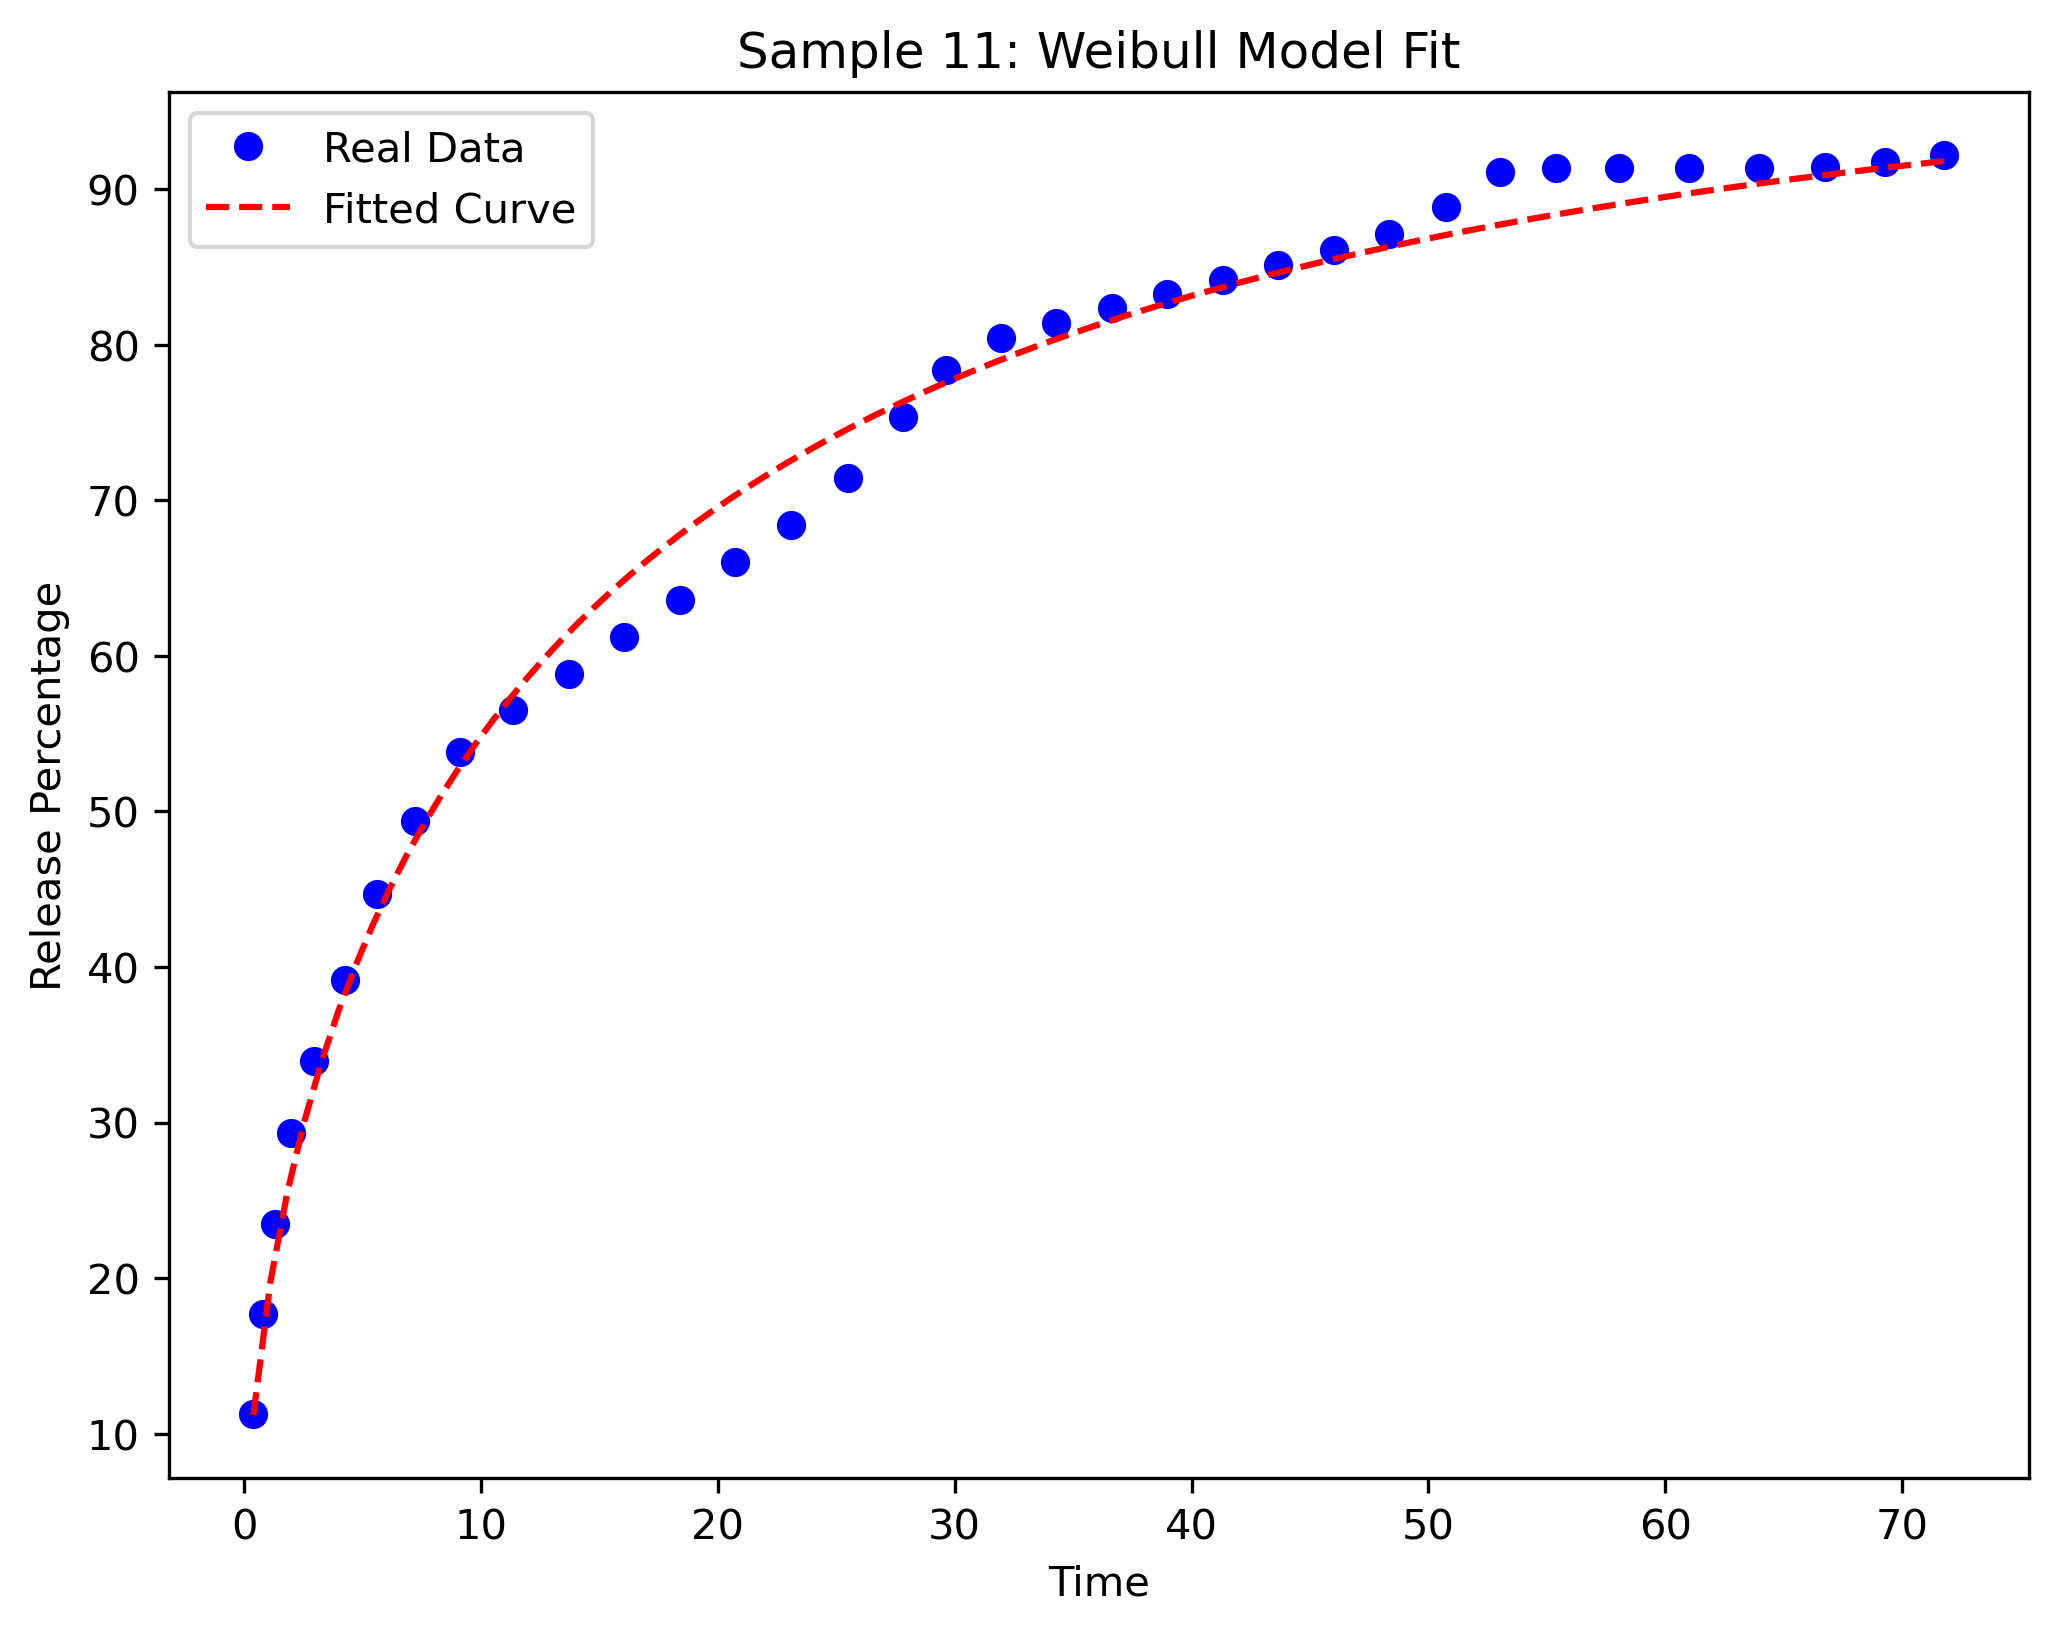 Sample 11: Weibull Model Fit
Real Data
Fitted Curve
90
80
70
60
50
40
30
20
10
Release Percentage
0 10 20 30 40 50 60 70
Time